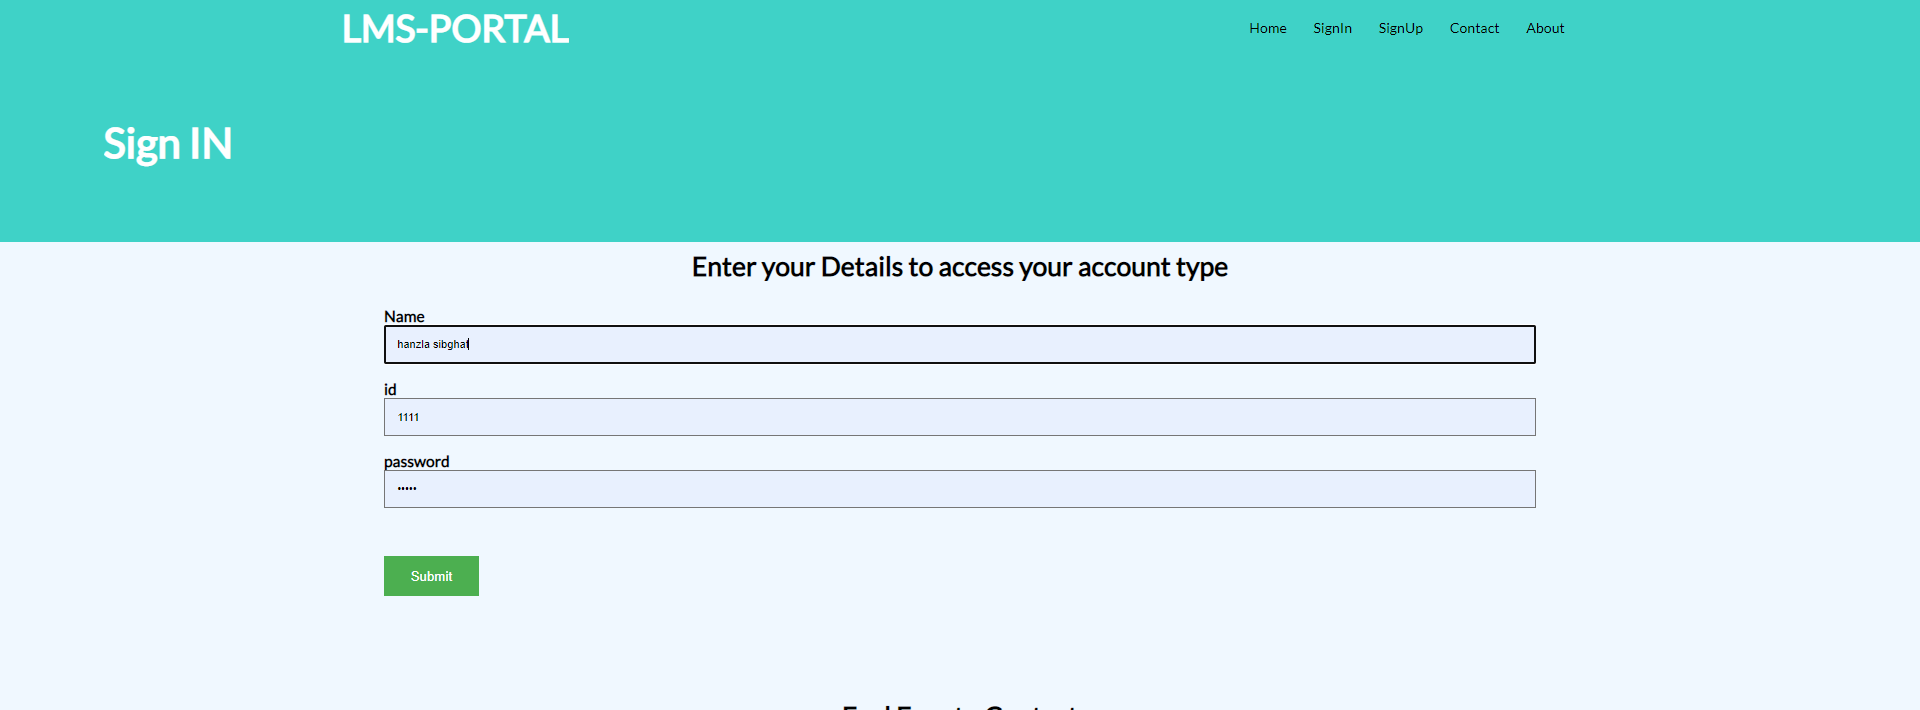 LMS-PORTAL
Home SignIn SignUp Contact About
Sign IN
Enter your Details to access your account type
Name
hanzla sibghat
id
1111
password
•••••
Submit